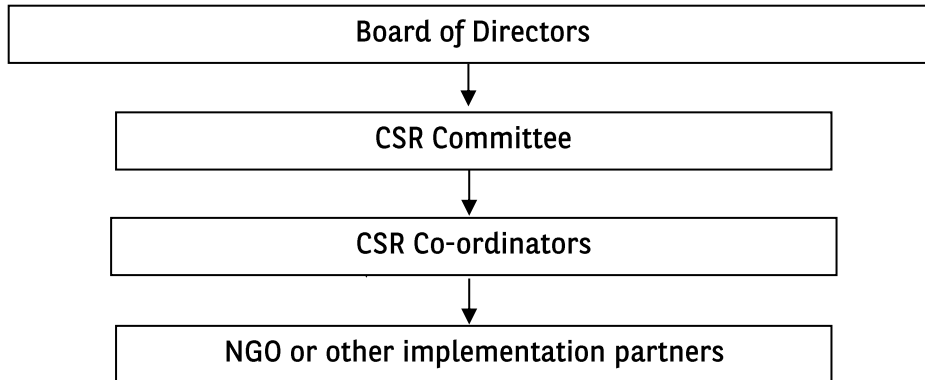 Board of Directors
CSR Committee
CSR Co-ordinators
NGO or other implementation partners